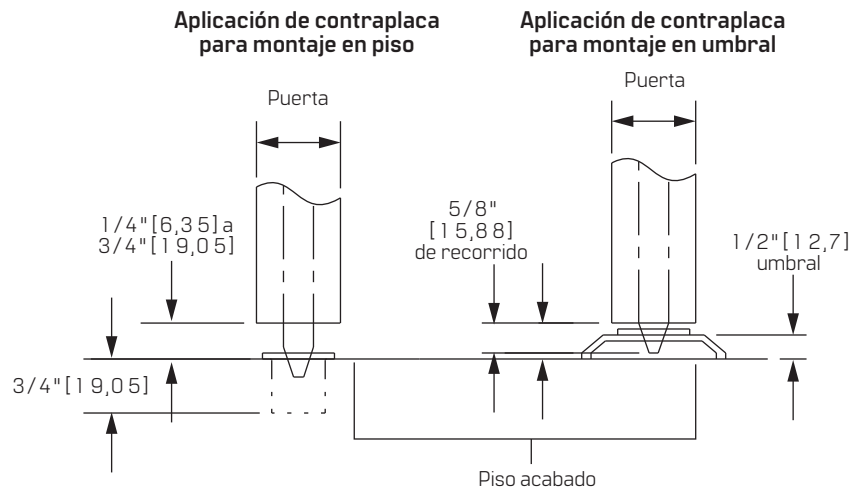 Aplicación de contraplaca
para montaje en piso
Aplicación de contraplaca
para montaje en umbral
Puerta
Puerta
1/4"[6,35] a
3/4"[19,05]
5/8"
[15,88]
de recorrido
1/2"[12,7]
umbral
3/4"[19,05]
Piso acabado